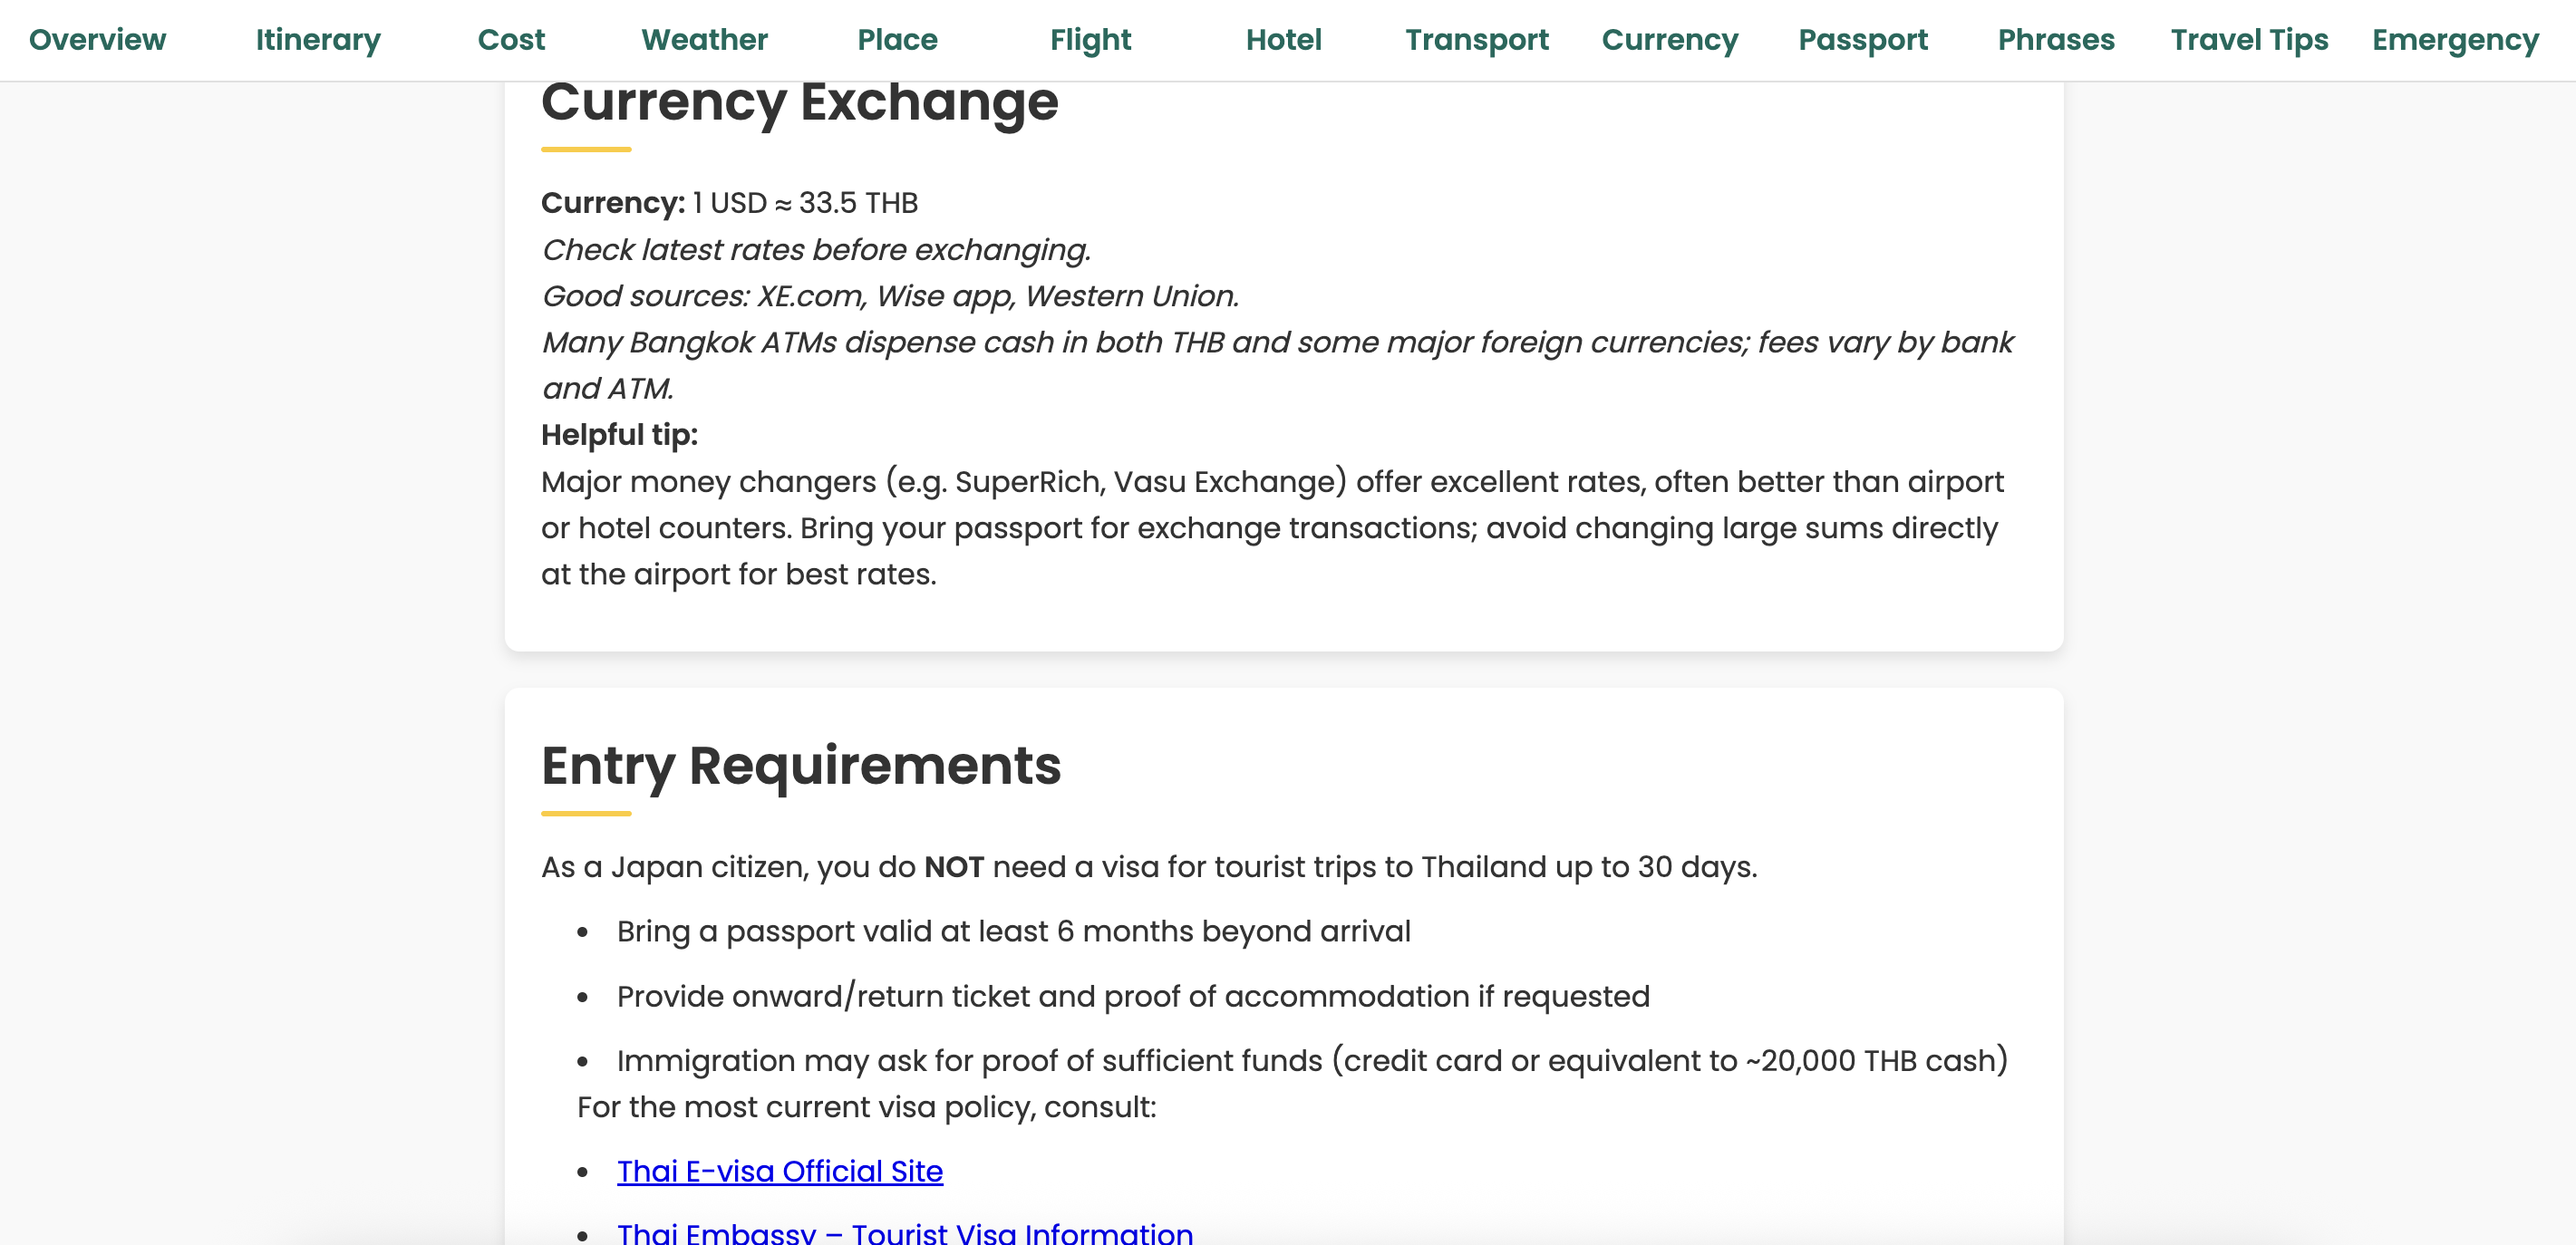 Overview Itinerary Cost Weather Place Flight Hotel Transport Currency Passport Phrases Travel Tips Emergency
Currency Exchange
Currency: 1 USD ≈ 33.5 THB
Check latest rates before exchanging.
Good sources: XE.com, Wise app, Western Union.
Many Bangkok ATMs dispense cash in both THB and some major foreign currencies; fees vary by bank
and ATM.
Helpful tip:
Major money changers (e.g. SuperRich, Vasu Exchange) offer excellent rates, often better than airport
or hotel counters. Bring your passport for exchange transactions; avoid changing large sums directly
at the airport for best rates.
Entry Requirements
As a Japan citizen, you do NOT need a visa for tourist trips to Thailand up to 30 days.
• Bring a passport valid at least 6 months beyond arrival
• Provide onward/return ticket and proof of accommodation if requested
• Immigration may ask for proof of sufficient funds (credit card or equivalent to ~20,000 THB cash)
For the most current visa policy, consult:
• Thai E-visa Official Site
• Thai Embassy – Tourist Visa Information